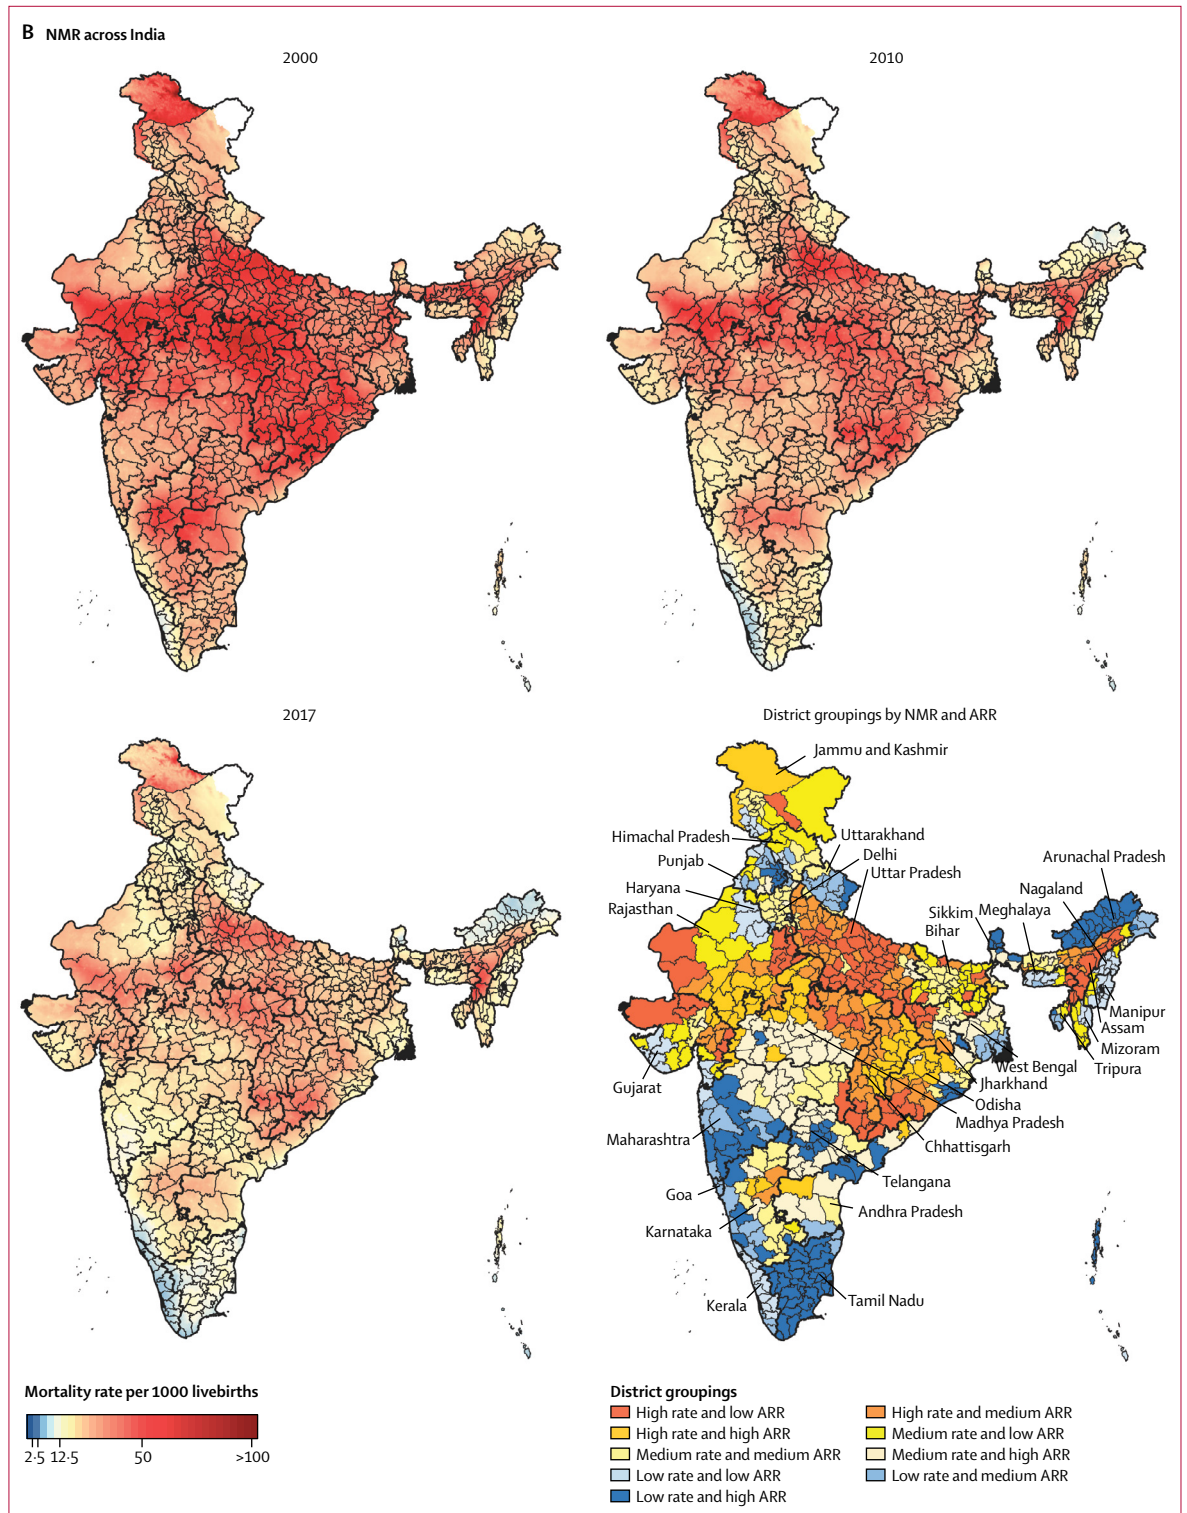 B NMR across India
2000
2010
2017
District groupings by NMR and ARR
Jammu and Kashmir
Himachal Pradesh
Uttarakhand
Punjab
Delhi
Arunachal Pradesh
Haryana
Uttar Pradesh
Nagaland
Rajasthan
Sikkim
Meghalaya
Bihar
Manipur
Assam
Mizoram
West Bengal
Tripura
Gujarat
Jharkhand
Odisha
Madhya Pradesh
Maharashtra
Chhattisgarh
Telangana
Goa
Andhra Pradesh
Karnataka
Kerala
Tamil Nadu
Mortality rate per 1000 livebirths
2·5 12·5 50 >100
District groupings
High rate and low ARR
High rate and medium ARR
High rate and high ARR
Medium rate and low ARR
Medium rate and medium ARR
Medium rate and high ARR
Low rate and low ARR
Low rate and medium ARR
Low rate and high ARR